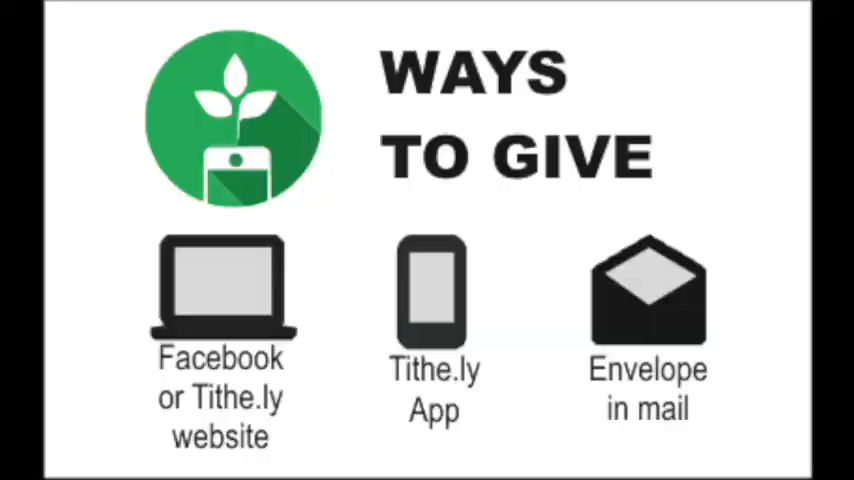 WAYS
TO GIVE
Facebook
or Tithe.ly
website
Tithe.ly
App
Envelope
in mail